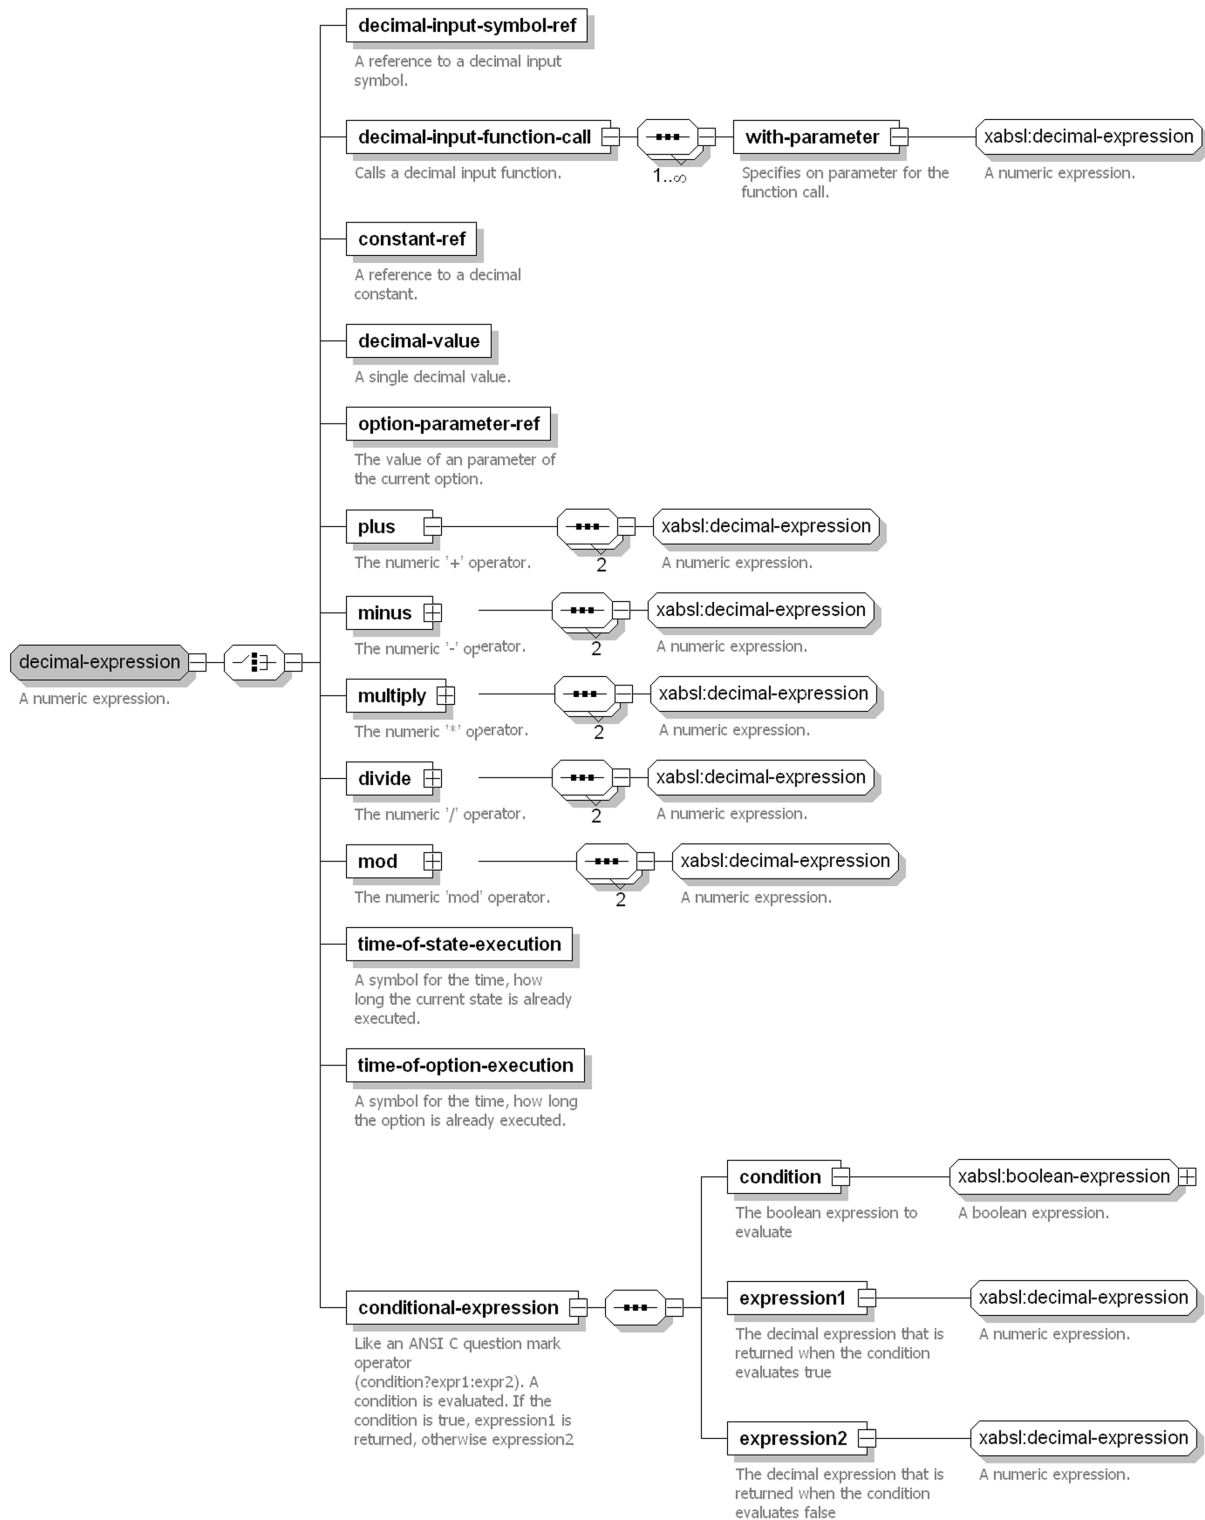 decimal-input-symbol-ref
A reference to a decimal input
symbol.
decimal-input-function-call
1..∞
with-parameter
xabsl:decimal-expression
Calls a decimal input function.
Specifies on parameter for the
function call.
A numeric expression.
constant-ref
A reference to a decimal
constant.
decimal-value
A single decimal value.
option-parameter-ref
The value of an parameter of
the current option.
plus
2
xabsl:decimal-expression
The numeric '+' operator.
A numeric expression.
minus
2
xabsl:decimal-expression
The numeric '-' operator.
A numeric expression.
decimal-expression
A numeric expression.
multiply
2
xabsl:decimal-expression
The numeric '*' operator.
A numeric expression.
divide
2
xabsl:decimal-expression
The numeric '/' operator.
A numeric expression.
mod
2
xabsl:decimal-expression
The numeric 'mod' operator.
A numeric expression.
time-of-state-execution
A symbol for the time, how
long the current state is already
executed.
time-of-option-execution
A symbol for the time, how long
the option is already executed.
conditional-expression
Like an ANSI C question mark
operator
(condition?expr1:expr2). A
condition is evaluated. If the
condition is true, expression1 is
returned, otherwise expression2
condition
xabsl:boolean-expression
The boolean expression to
evaluate
A boolean expression.
expression1
xabsl:decimal-expression
The decimal expression that is
returned when the condition
evaluates true
A numeric expression.
expression2
xabsl:decimal-expression
The decimal expression that is
returned when the condition
evaluates false
A numeric expression.